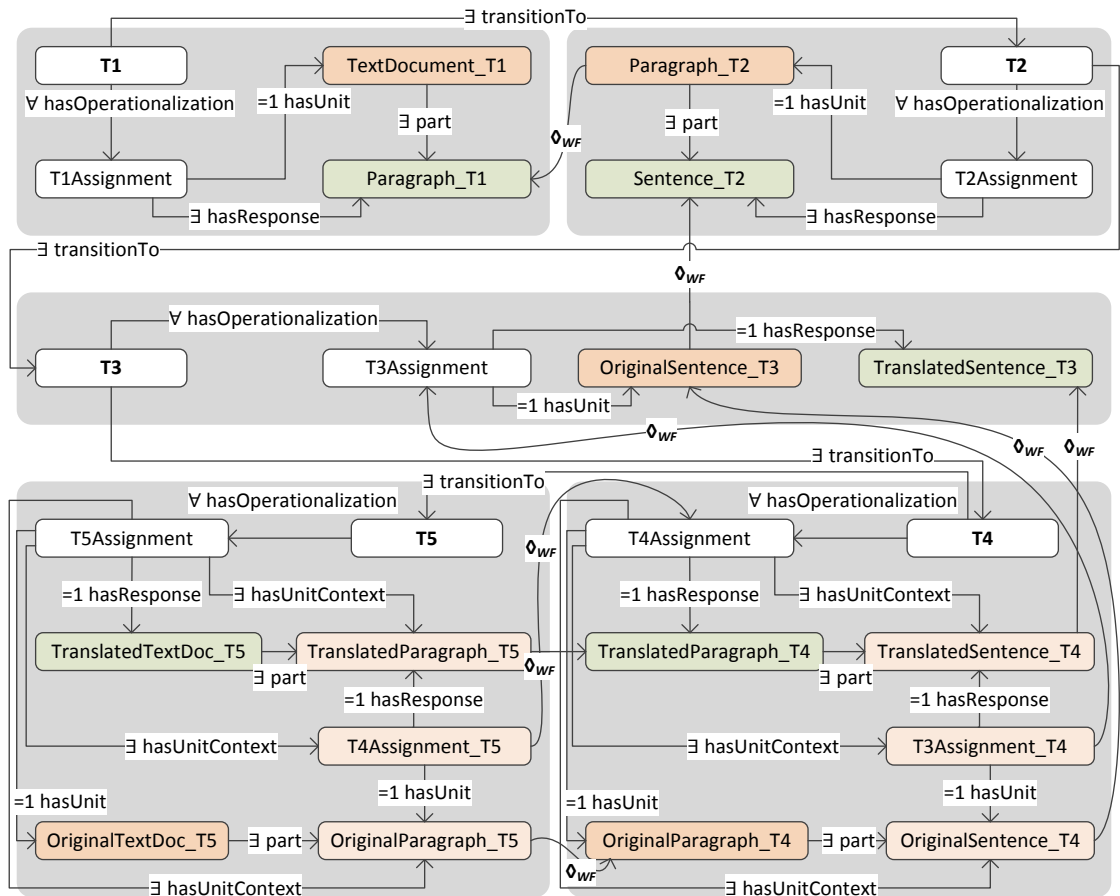 ∃ transitionTo
T1
TextDocument_T1
Paragraph_T2
T2
∀ hasOperationalization
=1 hasUnit
∃ part
◊WF
∃ part
=1 hasUnit
∀ hasOperationalization
T1Assignment
Paragraph_T1
Sentence_T2
T2Assignment
∃ hasResponse
∃ hasResponse
∃ transitionTo
◊WF
∀ hasOperationalization
=1 hasResponse
T3
T3Assignment
OriginalSentence_T3
TranslatedSentence_T3
=1 hasUnit
◊WF
◊WF
◊WF
∃ transitionTo
∃ transitionTo
∀ hasOperationalization
∀ hasOperationalization
T5Assignment
T5
◊WF
T4Assignment
T4
=1 hasResponse
∃ hasUnitContext
=1 hasResponse
∃ hasUnitContext
TranslatedTextDoc_T5
TranslatedParagraph_T5
◊WF
TranslatedParagraph_T4
TranslatedSentence_T4
∃ part
∃ part
=1 hasResponse
=1 hasResponse
∃ hasUnitContext
T4Assignment_T5
∃ hasUnitContext
T3Assignment_T4
=1 hasUnit
=1 hasUnit
=1 hasUnit
=1 hasUnit
OriginalTextDoc_T5
∃ part
OriginalParagraph_T5
OriginalParagraph_T4
∃ part
OriginalSentence_T4
◊WF
∃ hasUnitContext
∃ hasUnitContext